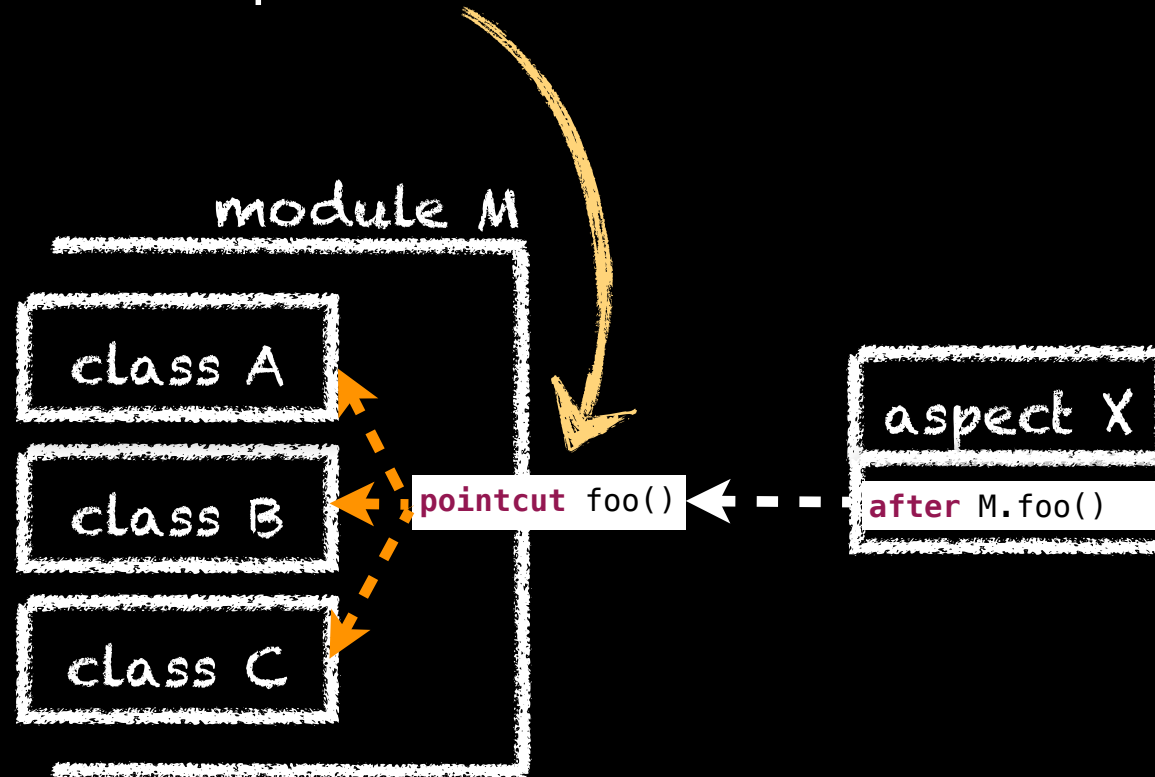 module M
class A
aspect X
class B
pointcut foo()
after M.foo()
class C